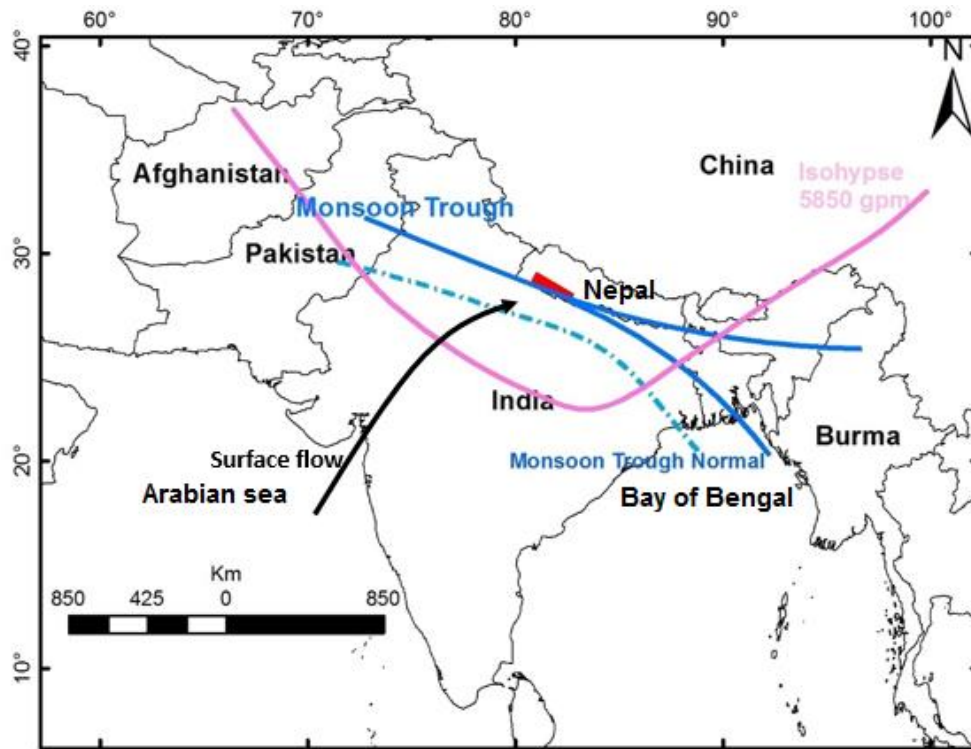 60°
70°
80°
90°
100°
40°
N
China
Afghanistan
Isohypse
5850 gpm
Monsoon Trough
30°
Pakistan
Nepal
India
Burma
Surface flow
Monsoon Trough Normal
20°
Arabian sea
Bay of Bengal
Km
850 425 0 850
10°